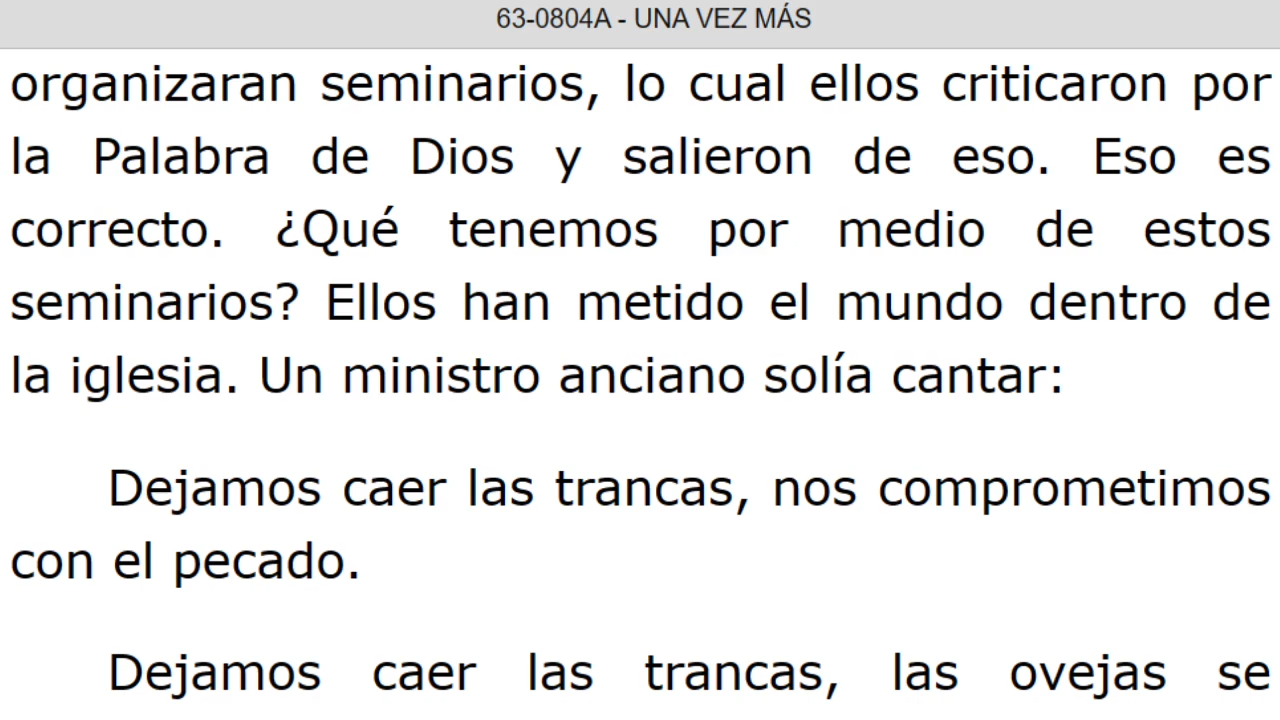 63-0804A - UNA VEZ MÁS
organizaran seminarios, lo cual ellos criticaron por
la Palabra de Dios y salieron de eso. Eso es
correcto. ¿Qué tenemos por medio de estos
seminarios? Ellos han metido el mundo dentro de
la iglesia. Un ministro anciano solía cantar:
Dejamos caer las trancas, nos comprometimos
con el pecado.
Dejamos caer las trancas, las ovejas se